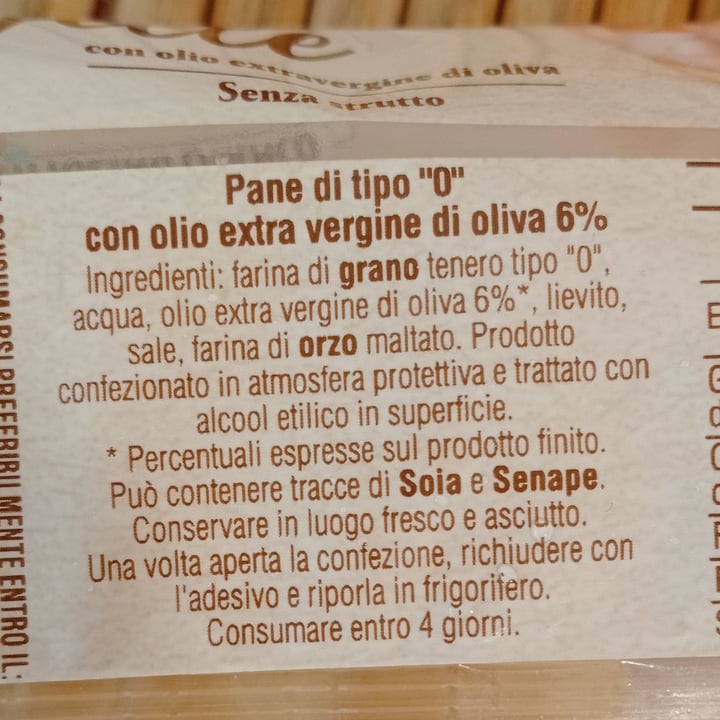 con olio extravergine di oliva
Senza strutto
Pane di tipo "0"
con olio extra vergine di oliva 6%
Ingredienti: farina di grano tenero tipo "0",
acqua, olio extra vergine di oliva 6%*, lievito,
sale, farina di orzo maltato. Prodotto
confezionato in atmosfera protettiva e trattato con
alcool etilico in superficie.
* Percentuali espresse sul prodotto finito.
Può contenere tracce di Soia e Senape.
Conservare in luogo fresco e asciutto.
Una volta aperta la confezione, richiudere con
l'adesivo e riporla in frigorifero.
Consumare entro 4 giorni.
CONSUMARSI PREFERIBILMENTE ENTRO IL: